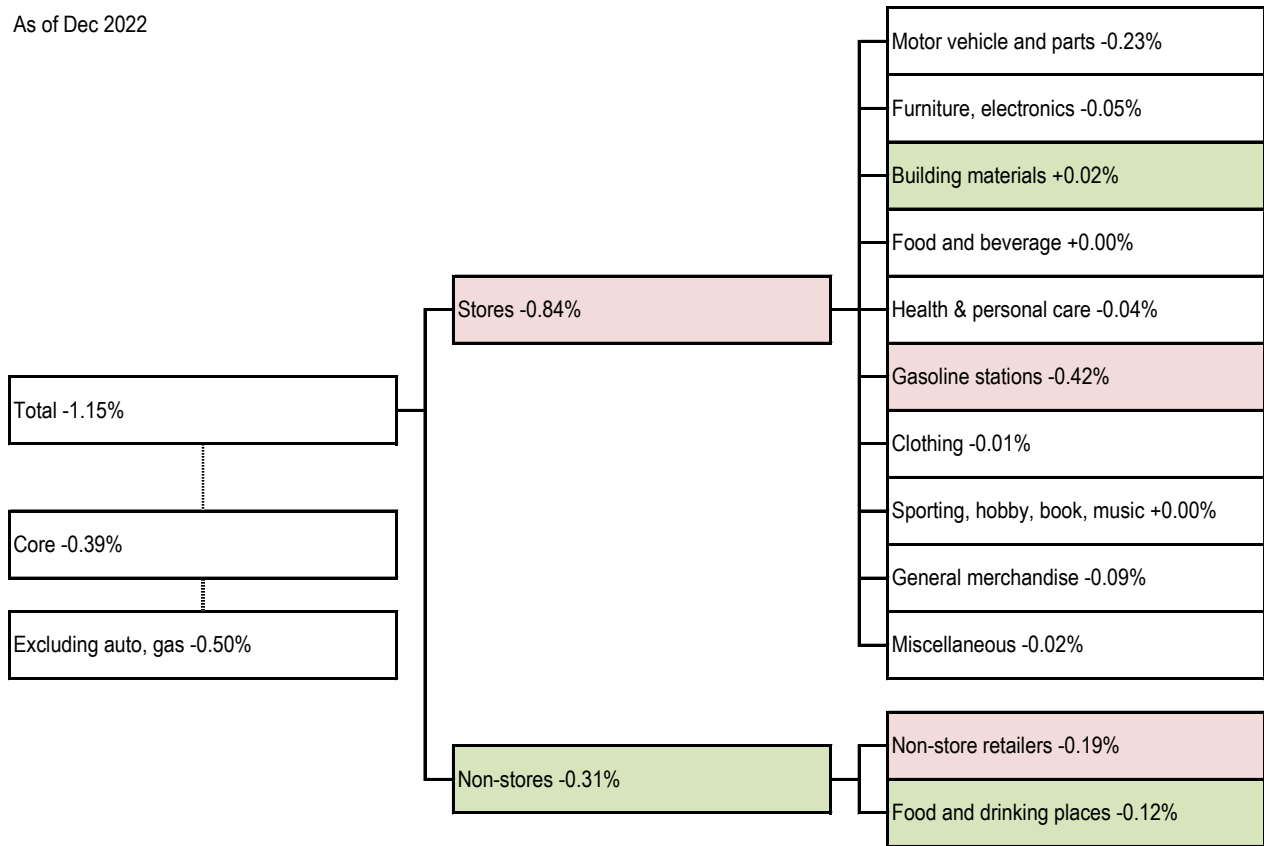 As of Dec 2022
Total -1.15%
Core -0.39%
Excluding auto, gas -0.50%
Stores -0.84%
Non-stores -0.31%
Motor vehicle and parts -0.23%
Furniture, electronics -0.05%
Building materials +0.02%
Food and beverage +0.00%
Health & personal care -0.04%
Gasoline stations -0.42%
Clothing -0.01%
Sporting, hobby, book, music +0.00%
General merchandise -0.09%
Miscellaneous -0.02%
Non-store retailers -0.19%
Food and drinking places -0.12%